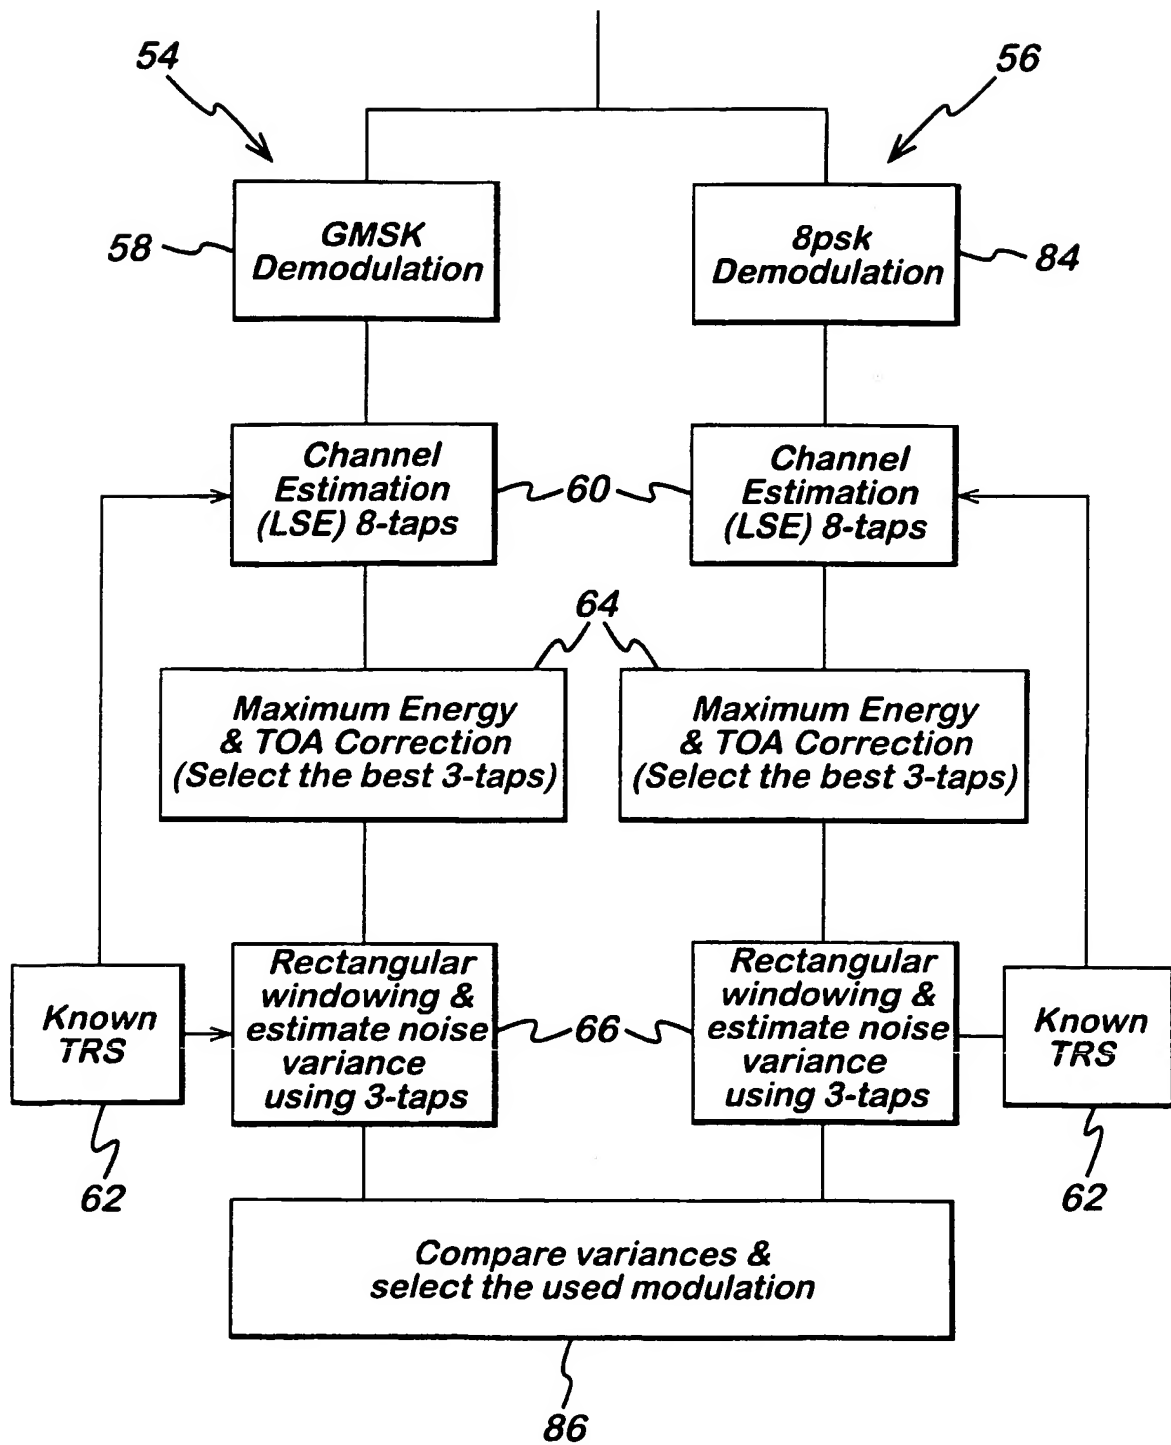 54
56
GMSK
Demodulation
58
8psk
Demodulation
84
Channel
Estimation
(LSE) 8-taps
60
Channel
Estimation
(LSE) 8-taps
64
Maximum Energy
& TOA Correction
(Select the best 3-taps)
Maximum Energy
& TOA Correction
(Select the best 3-taps)
Known
TRS
Rectangular
windowing &
estimate noise
variance
using 3-taps
66
Rectangular
windowing &
estimate noise
variance
using 3-taps
Known
TRS
62
62
Compare variances &
select the used modulation
86